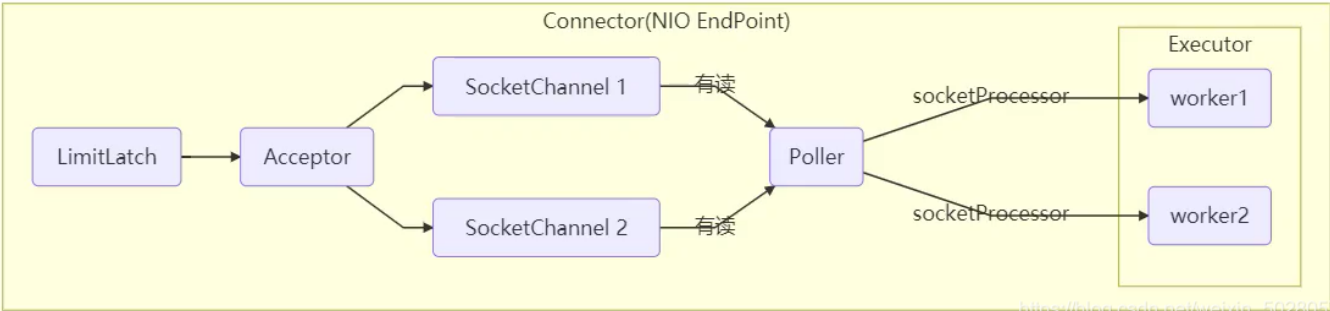 Connector(NIO EndPoint)
Executor
SocketChannel 1
有读
socketProcessor
worker1
LimitLatch
Acceptor
Poller
SocketChannel 2
有读
socketProcessor
worker2